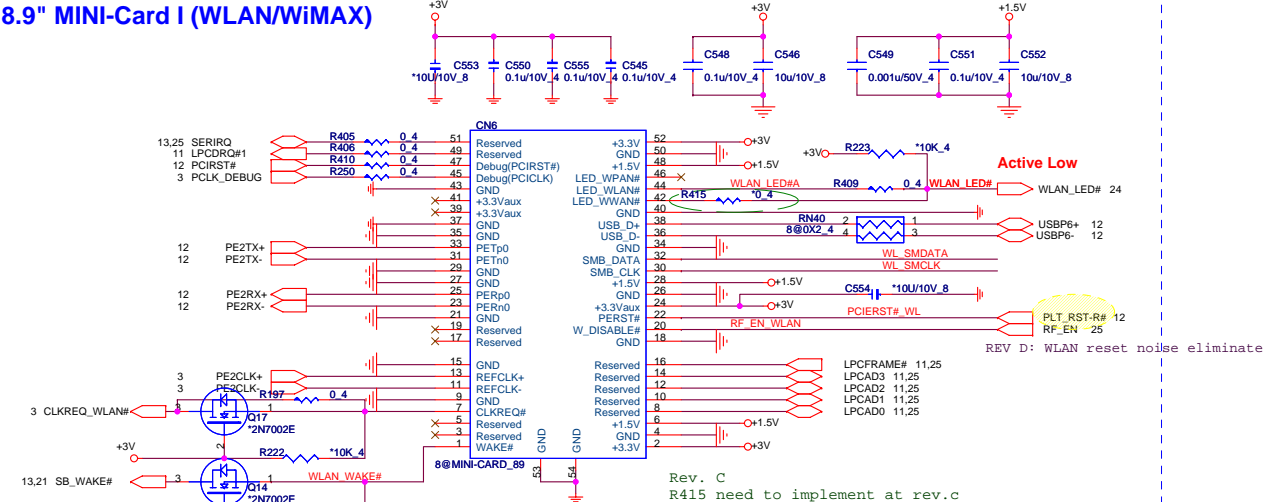 8.9" MINI-Card I (WLAN/WiMAX)
+3V
+3V
+1.5V
C553
*10U/10V_8
C550
0.1u/10V_4
C555
0.1u/10V_4
C545
0.1u/10V_4
C548
0.1u/10V_4
C546
10u/10V_8
C549
0.001u/50V_4
C551
0.1u/10V_4
C552
10u/10V_8
CN6
13,25 SERIRQ R405 0_4 51 Reserved
11 LPCDRQ#1 R406 0_4 49 Reserved
12 PCIRST# R410 0_4 47 Debug(PCIRST#)
3 PCLK_DEBUG R250 0_4 45 Debug(PCICLK)
43 GND
41 +3.3Vaux
39 +3.3Vaux
37 GND
35 GND
12 PE2TX+ 33 PETp0
12 PE2TX- 31 PETn0
29 GND
27 GND
12 PE2RX+ 25 PERp0
12 PE2RX- 23 PERn0
21 GND
19 Reserved
17 Reserved
15 GND
3 PE2CLK+ 13 REFCLK+
3 PE2CLK- 11 REFCLK-
R197 0_4 9 GND
3 CLKREQ_WLAN# 3 1 7 CLKREQ#
Q17
*2N7002E
2
5 Reserved
3 Reserved
1 WAKE#
+3V
R222 *10K_4
13,21 SB_WAKE# 3 1 WLAN_WAKE#
Q14
*2N7002E
8@MINI-CARD_89
GND 53
GND 54
+3.3V 52 +3V
GND 50
+1.5V 48 +1.5V
LED_WPAN# 46
LED_WLAN# 44 WLAN_LED#A R409 0_4 WLAN_LED# WLAN_LED# 24
LED_WWAN# 42 R415 *0_4
+3V R223 *10K_4
Active Low
GND 40
USB_D+ 38 RN40 2 1 USBP6+ 12
USB_D- 36 8@0X2_4 4 3 USBP6- 12
GND 34
SMB_DATA 32 WL_SMDATA
SMB_CLK 30 WL_SMCLK
+1.5V 28 +1.5V
GND 26 C554 *10U/10V_8
+3.3Vaux 24 +3V
PERST# 22 PCIERST#_WL PLT_RST-R# 12
W_DISABLE# 20 RF_EN_WLAN RF_EN 25
GND 18
REV D: WLAN reset noise eliminate
Reserved 16 LPCFRAME# 11,25
Reserved 14 LPCAD3 11,25
Reserved 12 LPCAD2 11,25
Reserved 10 LPCAD1 11,25
Reserved 8 LPCAD0 11,25
+1.5V 6 +1.5V
GND 4
+3.3V 2 +3V
Rev. C
R415 need to implement at rev.c